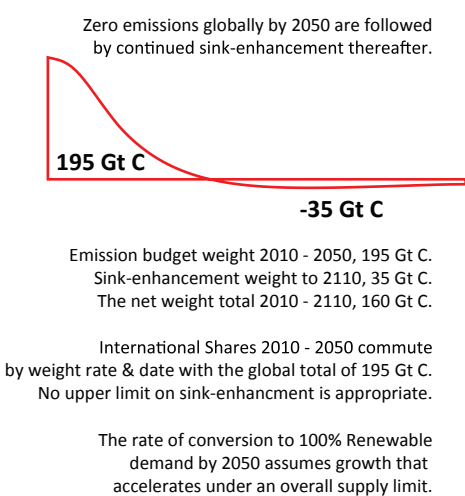 Zero emissions globally by 2050 are followed
by continued sink-enhancement thereafter.
195 Gt C
-35 Gt C
Emission budget weight 2010 - 2050, 195 Gt C.
Sink-enhancement weight to 2110, 35 Gt C.
The net weight total 2010 - 2110, 160 Gt C.
International Shares 2010 - 2050 commute
by weight rate & date with the global total of 195 Gt C.
No upper limit on sink-enhancment is appropriate.
The rate of conversion to 100% Renewable
demand by 2050 assumes growth that
accelerates under an overall supply limit.